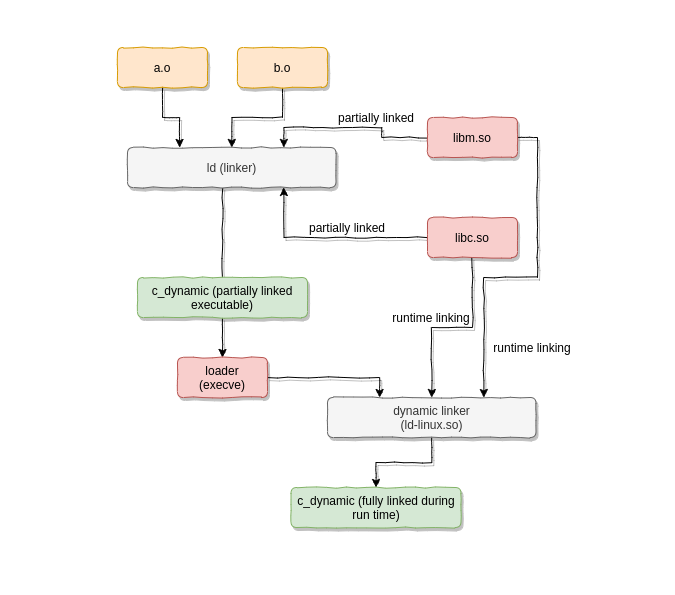 a.o
b.o
partially linked
libm.so
ld (linker)
partially linked
libc.so
c_dynamic (partially linked
executable)
runtime linking
runtime linking
loader
(execve)
dynamic linker
(ld-linux.so)
c_dynamic (fully linked during
run time)